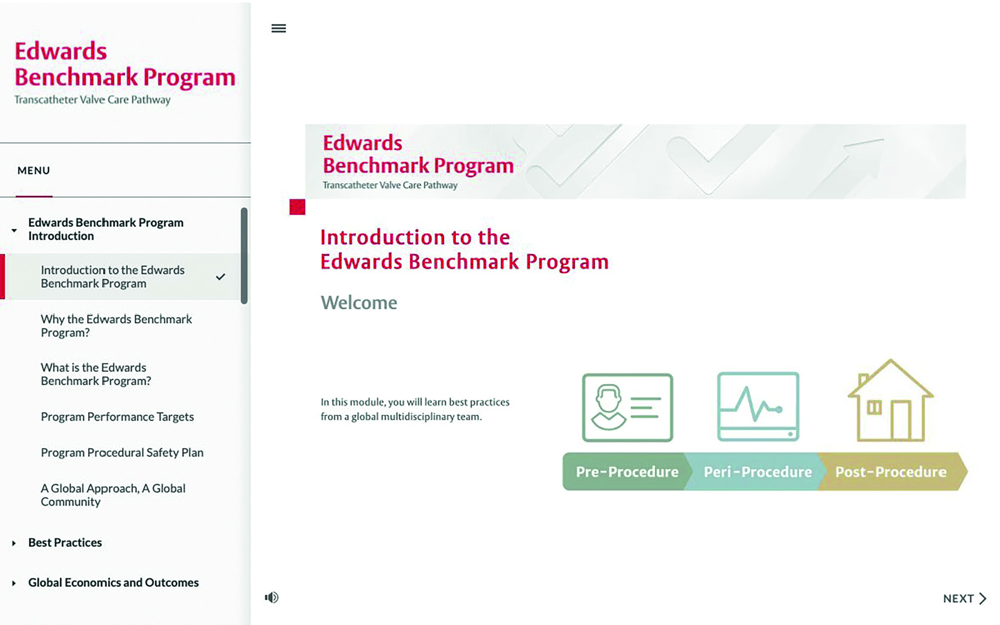 Edwards
Benchmark Program
Transcatheter Valve Care Pathway
MENU
Edwards Benchmark Program
Introduction
Introduction to the Edwards
Benchmark Program
Why the Edwards Benchmark
Program?
What is the Edwards
Benchmark Program?
Program Performance Targets
Program Procedural Safety Plan
A Global Approach, A Global
Community
Best Practices
Global Economics and Outcomes
Edwards
Benchmark Program
Transcatheter Valve Care Pathway
Introduction to the
Edwards Benchmark Program
Welcome
In this module, you will learn best practices
from a global multidisciplinary team.
Pre-Procedure
Peri-Procedure
Post-Procedure
NEXT